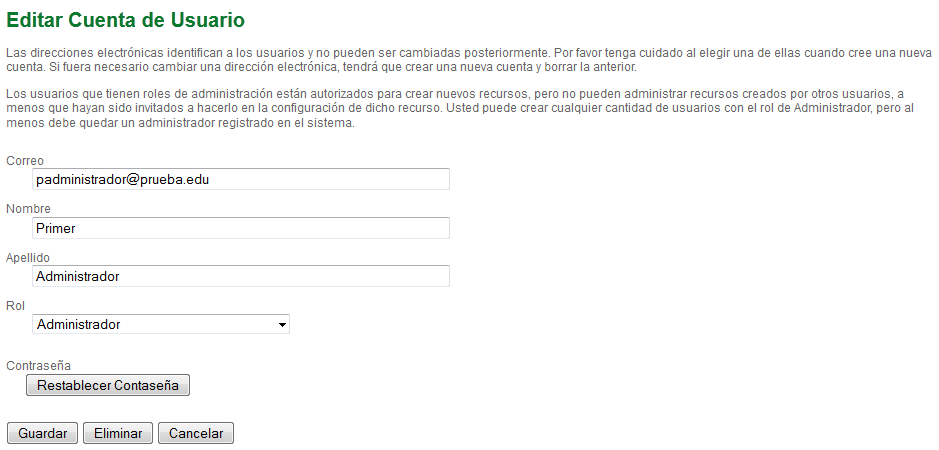 Editar Cuenta de Usuario
Las direcciones electrónicas identifican a los usuarios y no pueden ser cambiadas posteriormente. Por favor tenga cuidado al elegir una de ellas cuando cree una nueva
cuenta. Si fuera necesario cambiar una dirección electrónica, tendrá que crear una nueva cuenta y borrar la anterior.
Los usuarios que tienen roles de administración están autorizados para crear nuevos recursos, pero no pueden administrar recursos creados por otros usuarios, a
menos que hayan sido invitados a hacerlo en la configuración de dicho recurso. Usted puede crear cualquier cantidad de usuarios con el rol de Administrador, pero al
menos debe quedar un administrador registrado en el sistema.
Correo
padministrador@prueba.edu
Nombre
Primer
Apellido
Administrador
Rol
Administrador
Contraseña
Restablecer Contaseña
Guardar Eliminar Cancelar